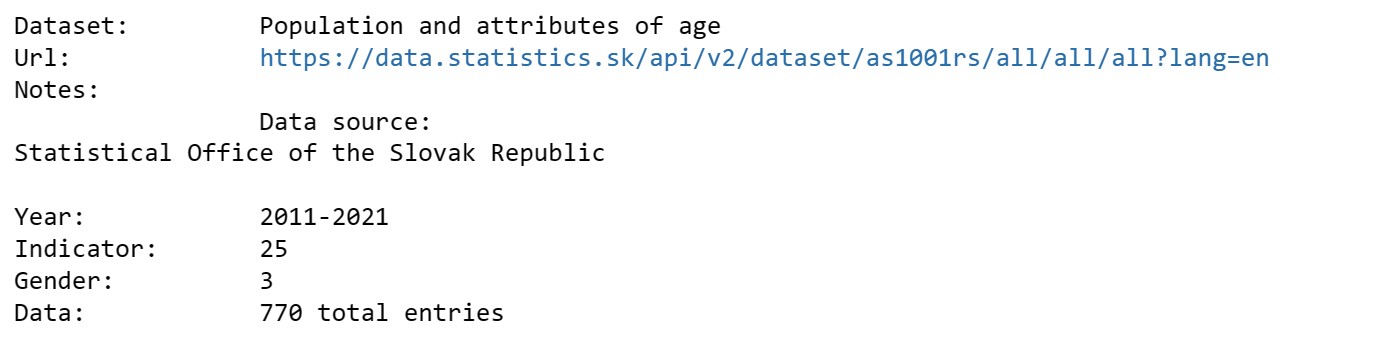 Dataset: Population and attributes of age
Url: https://data.statistics.sk/api/v2/dataset/as1001rs/all/all/all?lang=en
Notes:
Data source:
Statistical Office of the Slovak Republic
Year: 2011-2021
Indicator: 25
Gender: 3
Data: 770 total entries